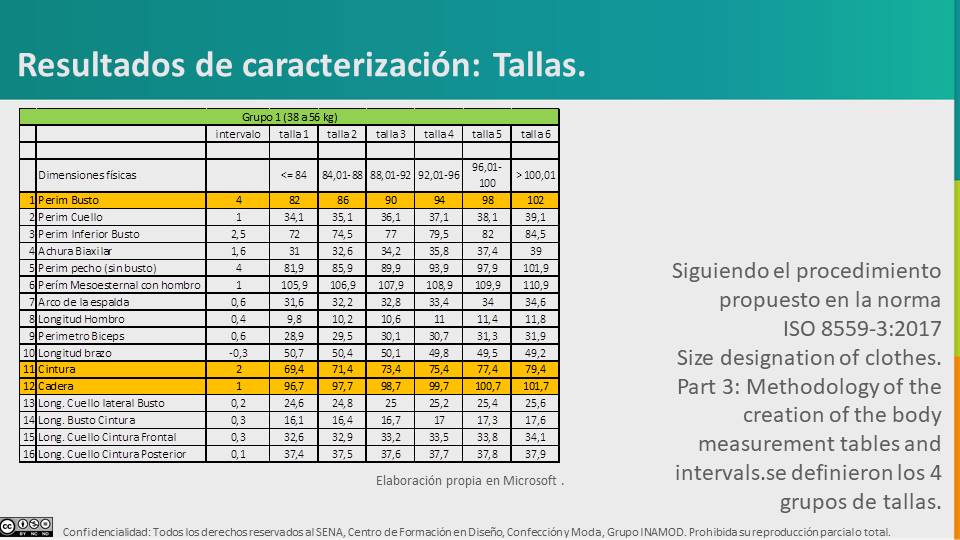 Resultados de caracterización: Tallas.
Grupo 1 (38 a 56 kg)
intervalo talla 1 talla 2 talla 3 talla 4 talla 5 talla 6
Dimensiones físicas <= 84 84,01-88 88,01-92 92,01-96 96,01-100 > 100,01
1 Perim Busto 4 82 86 90 94 98 102
2 Perim Cuello 1 34,1 35,1 36,1 37,1 38,1 39,1
3 Perim Inferior Busto 2,5 72 74,5 77 79,5 82 84,5
4 Achura Biaxilar 1,6 31 32,6 34,2 35,8 37,4 39
5 Perim pecho (sin busto) 4 81,9 85,9 89,9 93,9 97,9 101,9
6 Perím Mesoesternal con hombro 1 105,9 106,9 107,9 108,9 109,9 110,9
7 Arco de la espalda 0,6 31,6 32,2 32,8 33,4 34 34,6
8 Longitud Hombro 0,4 9,8 10,2 10,6 11 11,4 11,8
9 Perimetro Biceps 0,6 28,9 29,5 30,1 30,7 31,3 31,9
10 Longitud brazo -0,3 50,7 50,4 50,1 49,8 49,5 49,2
11 Cintura 2 69,4 71,4 73,4 75,4 77,4 79,4
12 Cadera 1 96,7 97,7 98,7 99,7 100,7 101,7
13 Long. Cuello lateral Busto 0,2 24,6 24,8 25 25,2 25,4 25,6
14 Long. Busto Cintura 0,3 16,1 16,4 16,7 17 17,3 17,6
15 Long. Cuello Cintura Frontal 0,3 32,6 32,9 33,2 33,5 33,8 34,1
16 Long. Cuello Cintura Posterior 0,1 37,4 37,5 37,6 37,7 37,8 37,9
Elaboración propia en Microsoft .
Siguiendo el procedimiento
propuesto en la norma
ISO 8559-3:2017
Size designation of clothes.
Part 3: Methodology of the
creation of the body
measurement tables and
intervals.se definieron los 4
grupos de tallas.
cc BY NC ND
Confidencialidad: Todos los derechos reservados al SENA, Centro de Formación en Diseño, Confección y Moda, Grupo INAMOD. Prohibida su reproducción parcial o total.